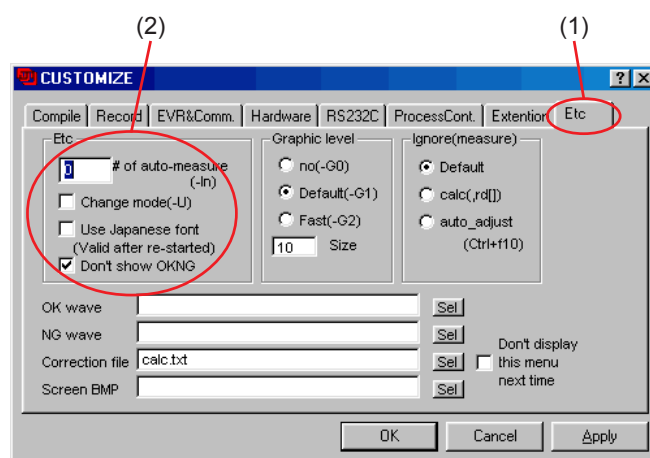 (2)
(1)
CUSTOMIZE
Compile Record EVR&Comm. Hardware RS232C ProcessCont. Extention Etc
Etc
0 # of auto-measure
(-In)
Change mode(-U)
Use Japanese font
(Valid after re-started)
Don't show OKNG
Graphic level
no(-G0)
Default(-G1)
Fast(-G2)
10 Size
Ignore(measure)
Default
calc(,rd[])
auto_adjust
(Ctrl+f10)
OK wave Sel
NG wave Sel
Correction file calc.txt Sel
Screen BMP Sel
Don't display
this menu
next time
OK Cancel Apply